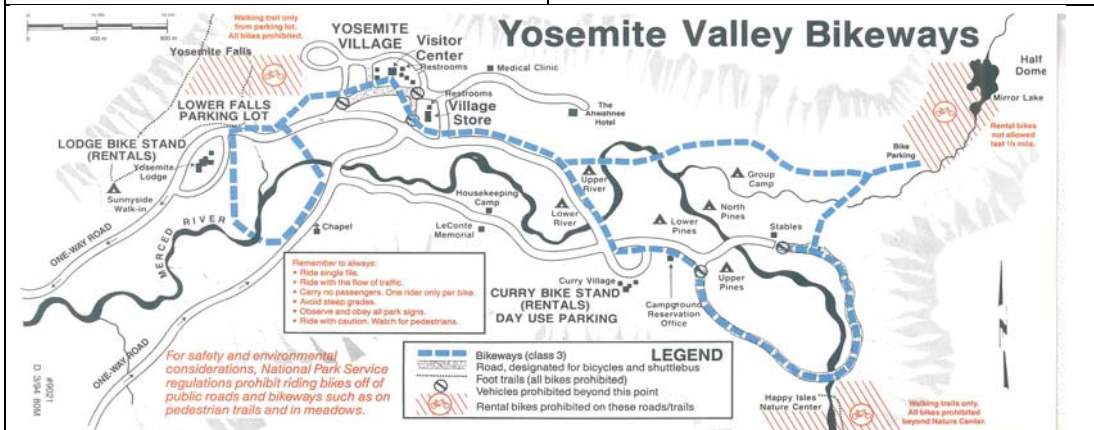 Yosemite Valley Bikeways
0
400 m
800 m
Walking trail only
from parking lot.
All bikes prohibited.
Yosemite Falls
YOSEMITE
VILLAGE
Visitor
Center
Restrooms
Medical Clinic
Restrooms
Village
Store
The
Ahwahnee
Hotel
LOWER FALLS
PARKING LOT
LODGE BIKE STAND
(RENTALS)
Yosemite
Lodge
Sunnyside
Walk-in
ONE-WAY ROAD
MERCED RIVER
Chapel
Housekeeping
Camp
LeConte
Memorial
Upper
River
Lower
River
Group
Camp
North
Pines
Lower
Pines
Stables
Upper
Pines
Half
Dome
Mirror Lake
Rental bikes
not allowed
last ½ mile.
Bike
Parking
Curry Village
CURRY BIKE STAND
(RENTALS)
DAY USE PARKING
Campground
Reservation
Office
Remember to always:
• Ride single file.
• Ride with the flow of traffic.
• Carry no passengers. One rider only per bike.
• Avoid steep grades.
• Observe and obey all park signs.
• Ride with caution. Watch for pedestrians.
ONE-WAY ROAD
For safety and environmental
considerations, National Park Service
regulations prohibit riding bikes off of
public roads and bikeways such as on
pedestrian trails and in meadows.
LEGEND
Bikeways (class 3)
Road, designated for bicycles and shuttlebus
Foot trails (all bikes prohibited)
Vehicles prohibited beyond this point
Rental bikes prohibited on these roads/trails
Happy Isles
Nature Center
Walking trails only.
All bikes prohibited
beyond Nature Center.
N
#9021
D 3/94 80M